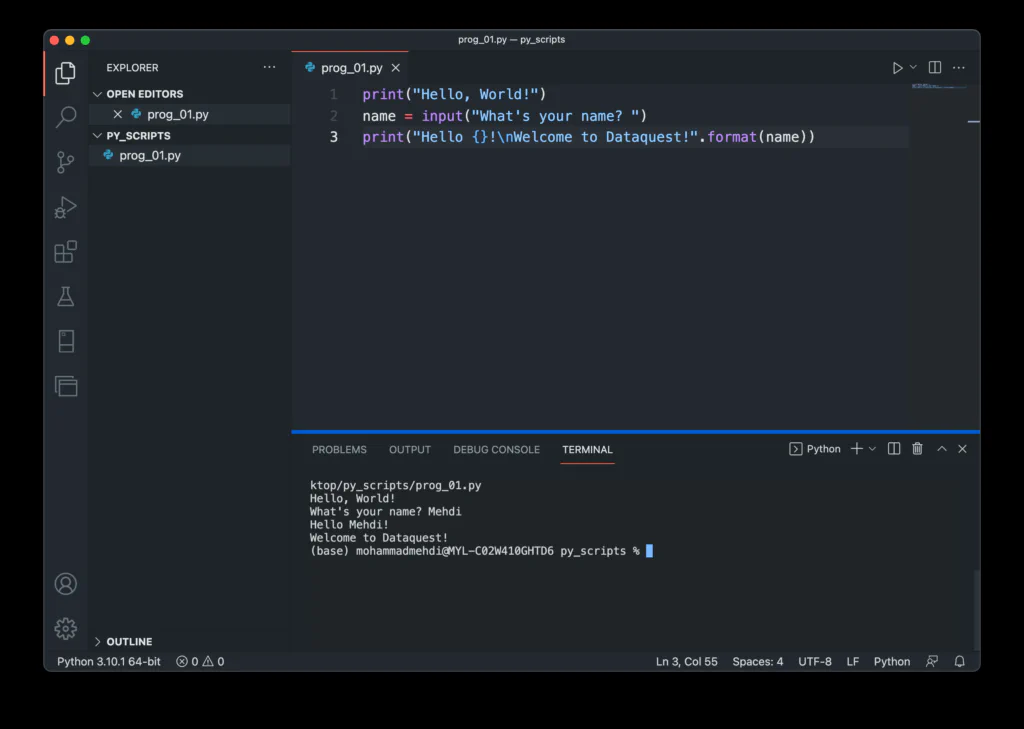 prog_01.py — py_scripts
EXPLORER
OPEN EDITORS
prog_01.py
PY_SCRIPTS
prog_01.py
OUTLINE
prog_01.py
1 print("Hello, World!")
2 name = input("What's your name? ")
3 print("Hello {}!\nWelcome to Dataquest!".format(name))
PROBLEMS OUTPUT DEBUG CONSOLE TERMINAL Python
ktop/py_scripts/prog_01.py
Hello, World!
What's your name? Mehdi
Hello Mehdi!
Welcome to Dataquest!
(base) mohammadmehdi@MYL-C02W410GHTD6 py_scripts %
Python 3.10.1 64-bit 0 0 Ln 3, Col 55 Spaces: 4 UTF-8 LF Python